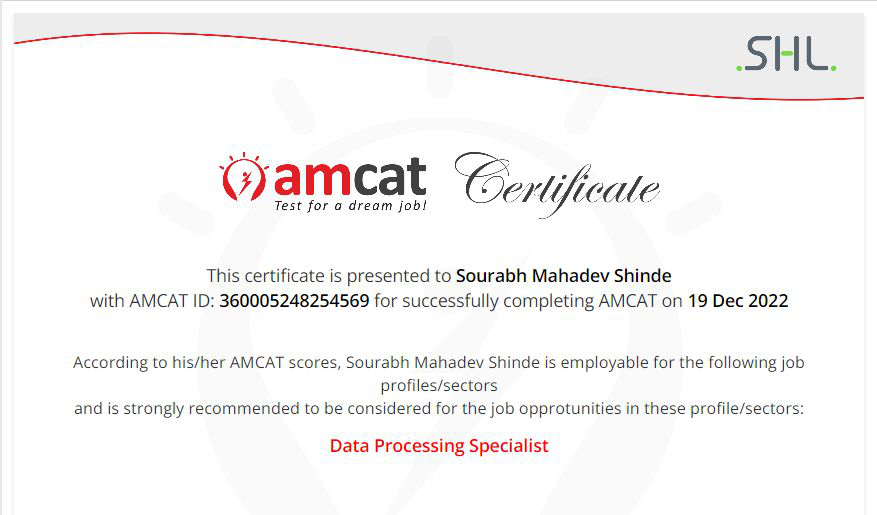 .SHL.
amcat Certificate
Test for a dream job!
This certificate is presented to Sourabh Mahadev Shinde
with AMCAT ID: 360005248254569 for successfully completing AMCAT on 19 Dec 2022
According to his/her AMCAT scores, Sourabh Mahadev Shinde is employable for the following job
profiles/sectors
and is strongly recommended to be considered for the job opprotunities in these profile/sectors:
Data Processing Specialist